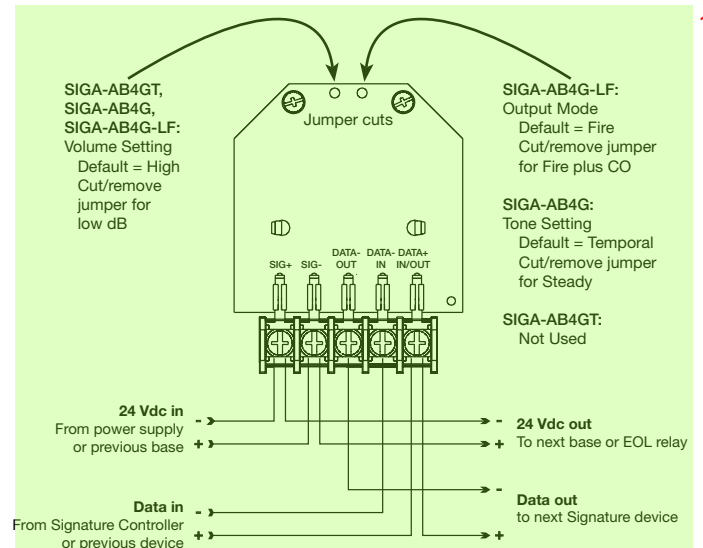 SIGA-AB4GT,
SIGA-AB4G,
SIGA-AB4G-LF:
Volume Setting
Default = High
Cut/remove
jumper for
low dB
Jumper cuts
SIGA-AB4G-LF:
Output Mode
Default = Fire
Cut/remove jumper
for Fire plus CO
SIGA-AB4G:
Tone Setting
Default = Temporal
Cut/remove jumper
for Steady
SIGA-AB4GT:
Not Used
SIG+
SIG-
DATA-
OUT
DATA-
IN
DATA+
IN/OUT
24 Vdc in
From power supply
or previous base
-
+
Data in
From Signature Controller
or previous device
-
+
-
+
24 Vdc out
To next base or EOL relay
-
+
Data out
to next Signature device